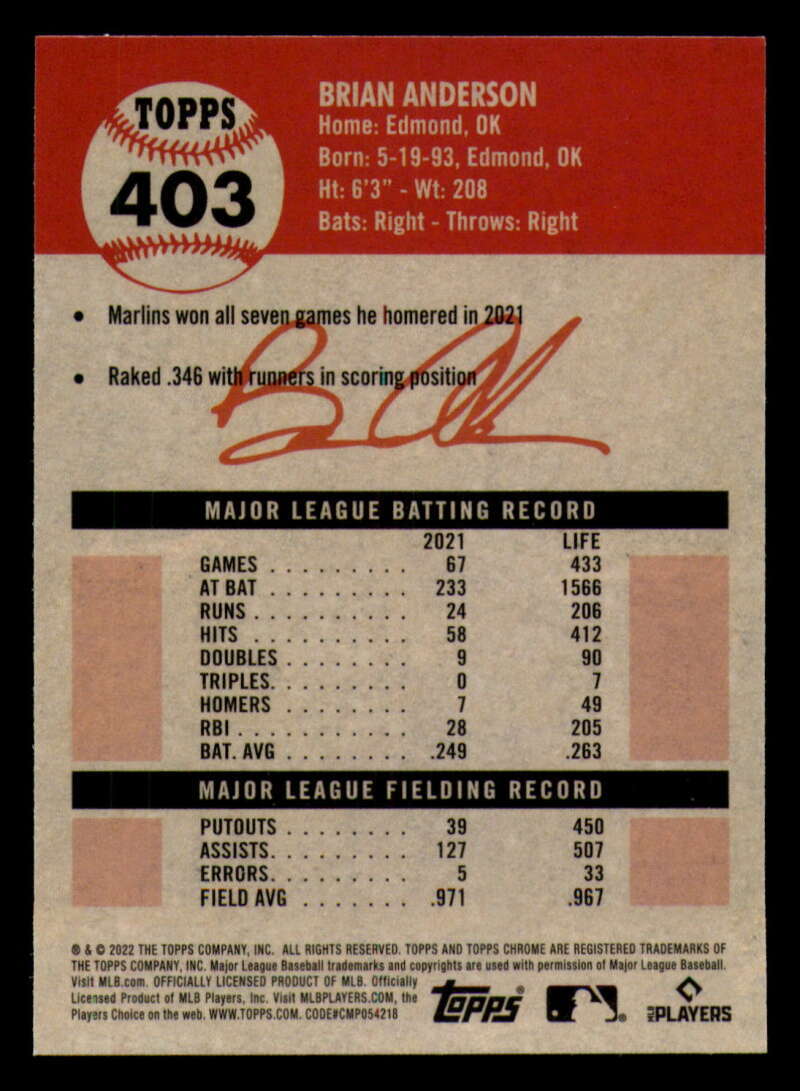 TOPPS
403
BRIAN ANDERSON
Home: Edmond, OK
Born: 5-19-93, Edmond, OK
Ht: 6'3" - Wt: 208
Bats: Right - Throws: Right
• Marlins won all seven games he homered in 2021
• Raked .346 with runners in scoring position
MAJOR LEAGUE BATTING RECORD
2021 LIFE
GAMES . . . . . . . . . 67 433
AT BAT . . . . . . . . . 233 1566
RUNS . . . . . . . . . . 24 206
HITS . . . . . . . . . . 58 412
DOUBLES . . . . . . . . 9 90
TRIPLES. . . . . . . . . 0 7
HOMERS . . . . . . . . 7 49
RBI . . . . . . . . . . . 28 205
BAT. AVG . . . . . . . . .249 .263
MAJOR LEAGUE FIELDING RECORD
PUTOUTS . . . . . . . . 39 450
ASSISTS. . . . . . . . . 127 507
ERRORS. . . . . . . . . 5 33
FIELD AVG . . . . . . . .971 .967
® & © 2022 THE TOPPS COMPANY, INC. ALL RIGHTS RESERVED. TOPPS AND TOPPS CHROME ARE REGISTERED TRADEMARKS OF
THE TOPPS COMPANY, INC. Major League Baseball trademarks and copyrights are used with permission of Major League Baseball.
Visit MLB.com. OFFICIALLY LICENSED PRODUCT OF MLB. Officially
Licensed Product of MLB Players, Inc. Visit MLBPLAYERS.COM, the
Players Choice on the web. WWW.TOPPS.COM. CODE#CMP054218
Topps®
MLB PLAYERS